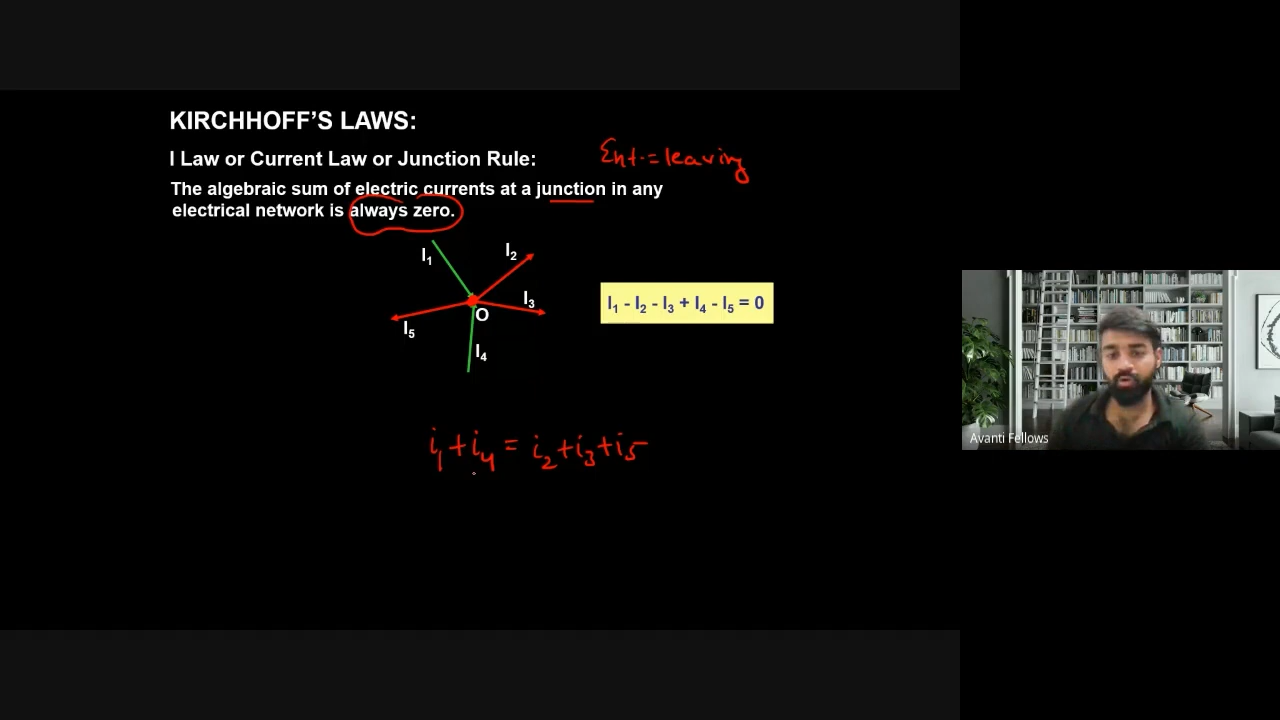 KIRCHHOFF'S LAWS:
I Law or Current Law or Junction Rule:
Ent. = leaving
The algebraic sum of electric currents at a junction in any
electrical network is always zero.
I₁
I₂
I₃
O
I₅
I₄
I₁ - I₂ - I₃ + I₄ - I₅ = 0
i₁ + i₄ = i₂ + i₃ + i₅
Avanti Fellows